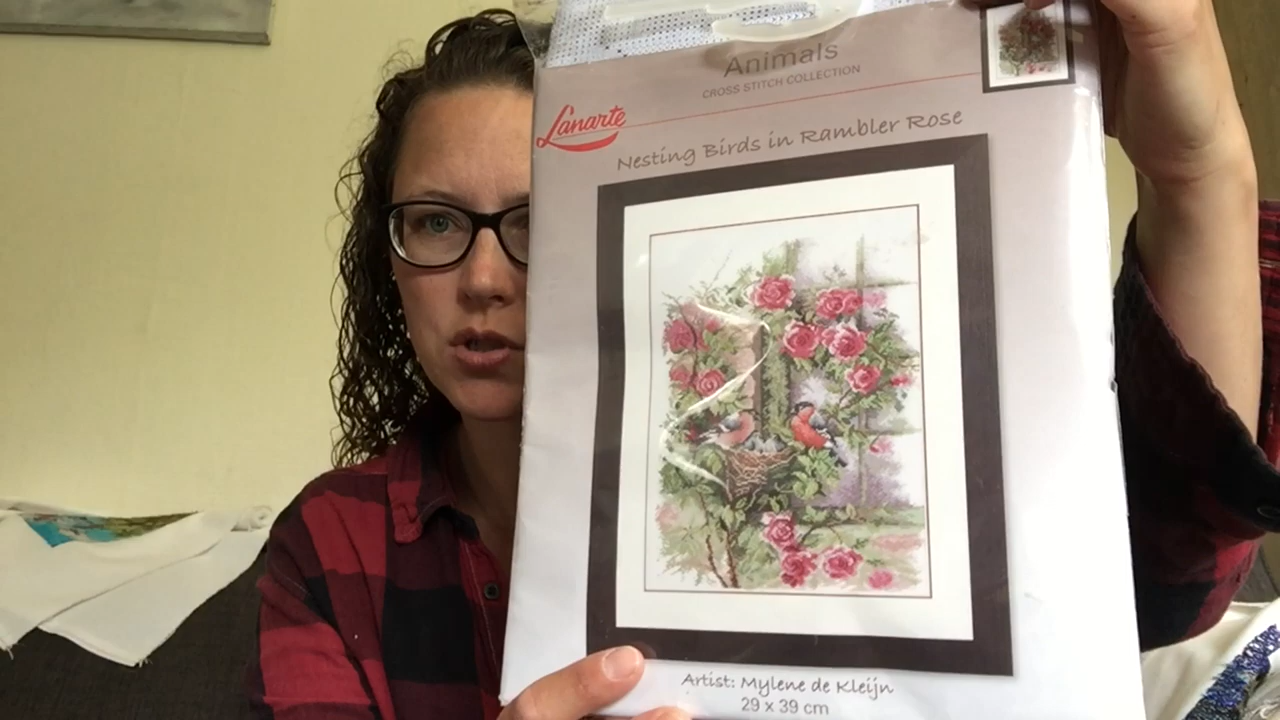 Animals
CROSS STITCH COLLECTION
Lanarte
Nesting Birds in Rambler Rose
Artist: Mylene de Kleijn
29 x 39 cm